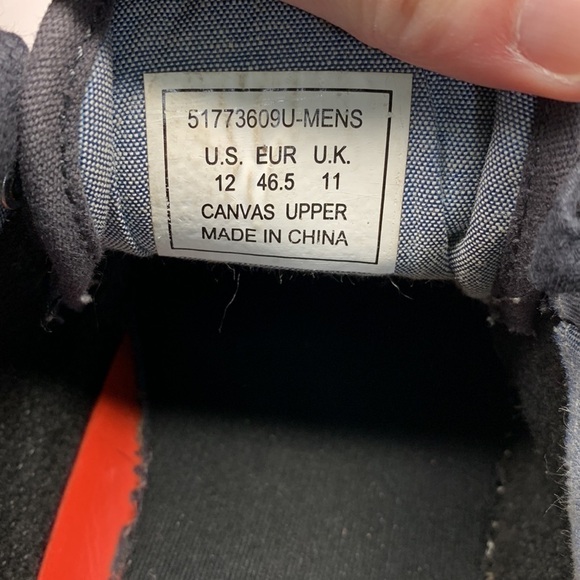 51773609U-MENS
U.S. EUR U.K.
12 46.5 11
CANVAS UPPER
MADE IN CHINA